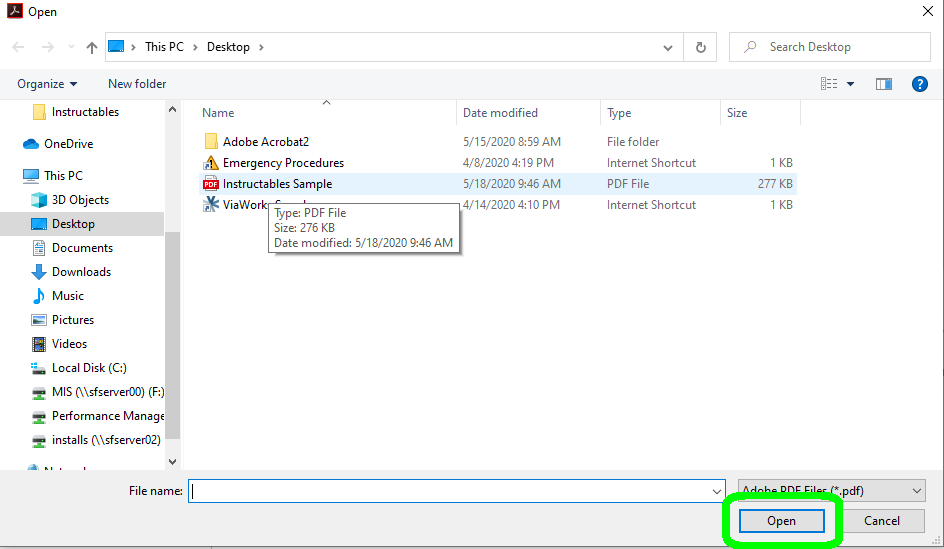 Open
This PC > Desktop >
Search Desktop
Organize
New folder
Name
Date modified
Type
Size
Instructables
OneDrive
This PC
3D Objects
Desktop
Documents
Downloads
Music
Pictures
Videos
Local Disk (C:)
MIS (\\sfserver00) (F:)
Performance Manage
installs (\\sfserver02)
Adobe Acrobat2 5/15/2020 8:59 AM File folder
Emergency Procedures 4/8/2020 4:19 PM Internet Shortcut 1 KB
PDF Instructables Sample 5/18/2020 9:46 AM PDF File 277 KB
4/14/2020 4:10 PM Internet Shortcut 1 KB
Type: PDF File
Size: 276 KB
Date modified: 5/18/2020 9:46 AM
File name:
Adobe PDF Files (*.pdf)
Open
Cancel